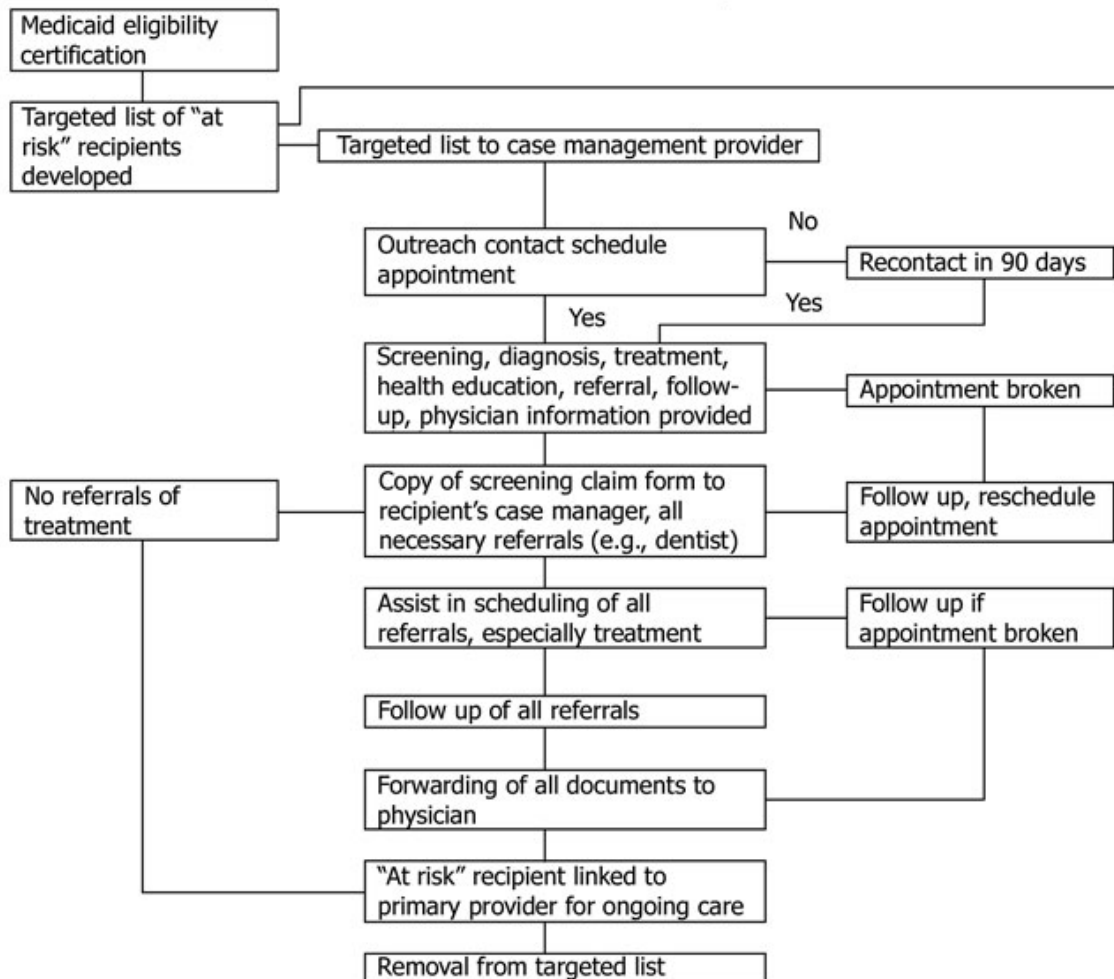 Medicaid eligibility
certification
Targeted list of “at
risk” recipients
developed
Targeted list to case management provider
No
Outreach contact schedule
appointment
Recontact in 90 days
Yes
Yes
Screening, diagnosis, treatment,
health education, referral, follow-
up, physician information provided
Appointment broken
No referrals of
treatment
Copy of screening claim form to
recipient’s case manager, all
necessary referrals (e.g., dentist)
Follow up, reschedule
appointment
Assist in scheduling of all
referrals, especially treatment
Follow up if
appointment broken
Follow up of all referrals
Forwarding of all documents to
physician
“At risk” recipient linked to
primary provider for ongoing care
Removal from targeted list